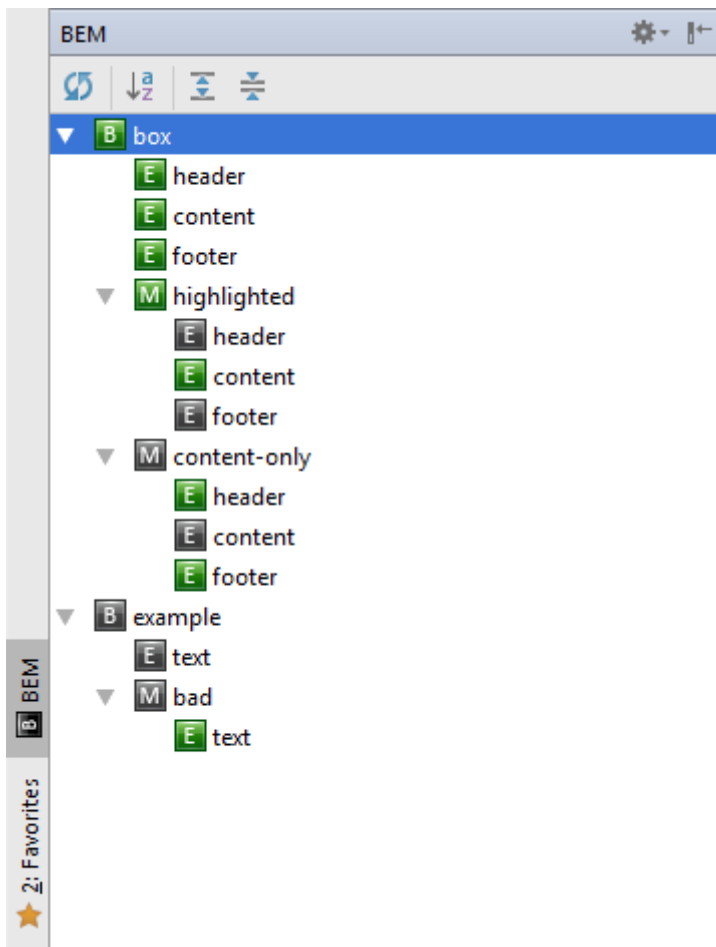 BEM
a
z
B box
E header
E content
E footer
M highlighted
E header
E content
E footer
M content-only
E header
E content
E footer
B example
E text
M bad
E text
B BEM
2: Favorites